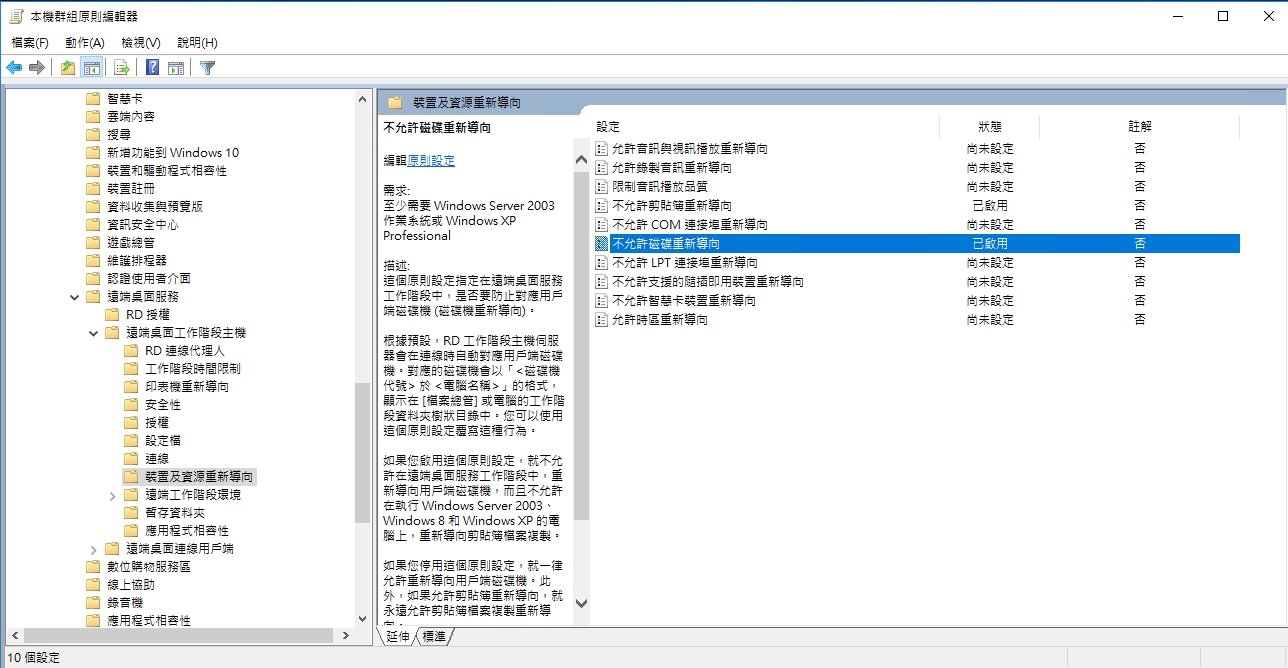 本機群組原則編輯器
檔案(F) 動作(A) 檢視(V) 說明(H)
智慧卡
雲端內容
搜尋
新增功能到 Windows 10
裝置和驅動程式相容性
裝置註冊
資料收集與預覽版
資訊安全中心
遊戲總管
維護排程器
認證使用者介面
遠端桌面服務
RD 授權
遠端桌面工作階段主機
RD 連線代理人
工作階段時間限制
印表機重新導向
安全性
授權
設定檔
連線
裝置及資源重新導向
遠端工作階段環境
暫存資料夾
應用程式相容性
遠端桌面連線用戶端
數位購物服務區
線上協助
錄音機
應用程式相容性
裝置及資源重新導向
不允許磁碟重新導向
編輯原則設定
需求:
至少需要 Windows Server 2003
作業系統或 Windows XP
Professional
描述:
這個原則設定指定在遠端桌面服務
工作階段中，是否要防止對應用戶
端磁碟機 (磁碟機重新導向)。
根據預設，RD 工作階段主機伺服
器會在連線時自動對應用戶端磁碟
機。對應的磁碟機會以「<磁碟機
代號> 於 <電腦名稱>」的格式，
顯示在 [檔案總管] 或電腦的工作階
段資料夾樹狀目錄中。您可以使用
這個原則設定覆寫這種行為。
如果您啟用這個原則設定，就不允
許在遠端桌面服務工作階段中，重
新導向用戶端磁碟機，而且不允許
在執行 Windows Server 2003、
Windows 8 和 Windows XP 的電
腦上，重新導向剪貼簿檔案複製。
如果您停用這個原則設定，就一律
允許重新導向用戶端磁碟機。此
外，如果允許剪貼簿重新導向，就
永遠允許剪貼簿檔案複製重新導
向。
設定 狀態 註解
允許音訊與視訊播放重新導向 尚未設定 否
允許錄製音訊重新導向 尚未設定 否
限制音訊播放品質 尚未設定 否
不允許剪貼簿重新導向 已啟用 否
不允許 COM 連接埠重新導向 尚未設定 否
不允許磁碟重新導向 已啟用 否
不允許 LPT 連接埠重新導向 尚未設定 否
不允許支援的隨插即用裝置重新導向 尚未設定 否
不允許智慧卡裝置重新導向 尚未設定 否
允許時區重新導向 尚未設定 否
延伸 標準
10 個設定